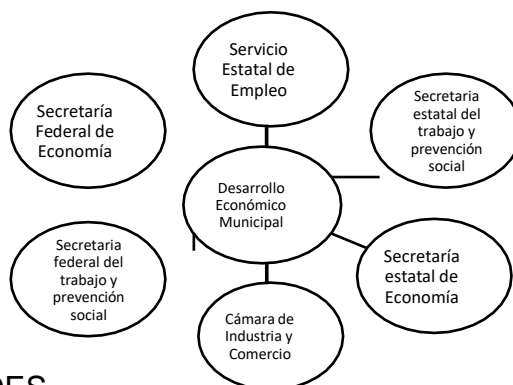 Servicio
Estatal de
Empleo
Secretaría
Federal de
Economía
Secretaria
estatal del
trabajo y
prevención
social
Desarrollo
Económico
Municipal
Secretaria
federal del
trabajo y
prevención
social
Secretaría
estatal de
Economía
Cámara de
Industria y
Comercio